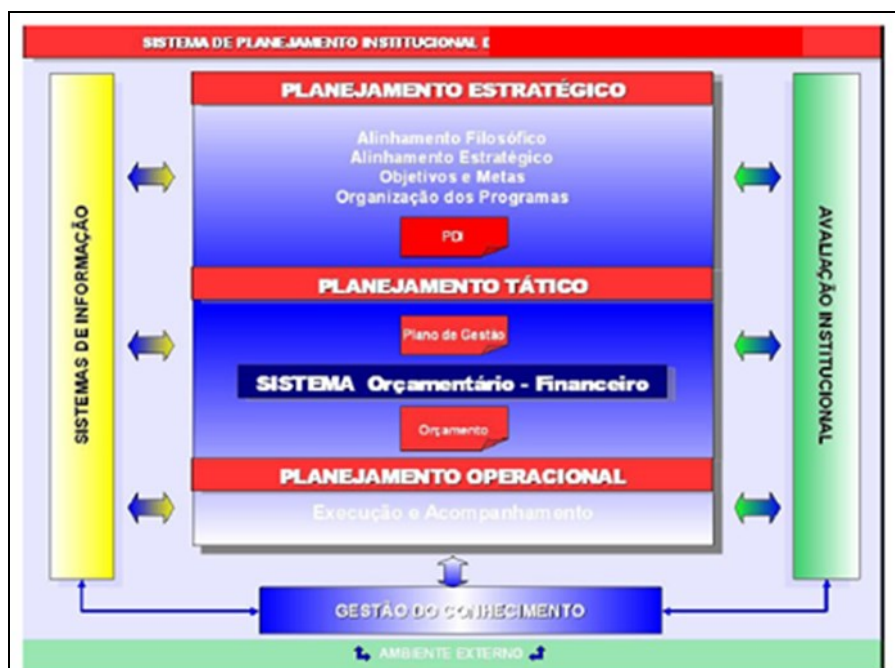 SISTEMA DE PLANEJAMENTO INSTITUCIONAL
PLANEJAMENTO ESTRATÉGICO
Alinhamento Filosófico
Alinhamento Estratégico
Objetivos e Metas
Organização dos Programas
PDI
PLANEJAMENTO TÁTICO
Plano de Gestão
SISTEMA Orçamentário - Financeiro
Orçamento
PLANEJAMENTO OPERACIONAL
Execução e Acompanhamento
SISTEMAS DE INFORMAÇÃO
AVALIAÇÃO INSTITUCIONAL
GESTÃO DO CONHECIMENTO
AMBIENTE EXTERNO